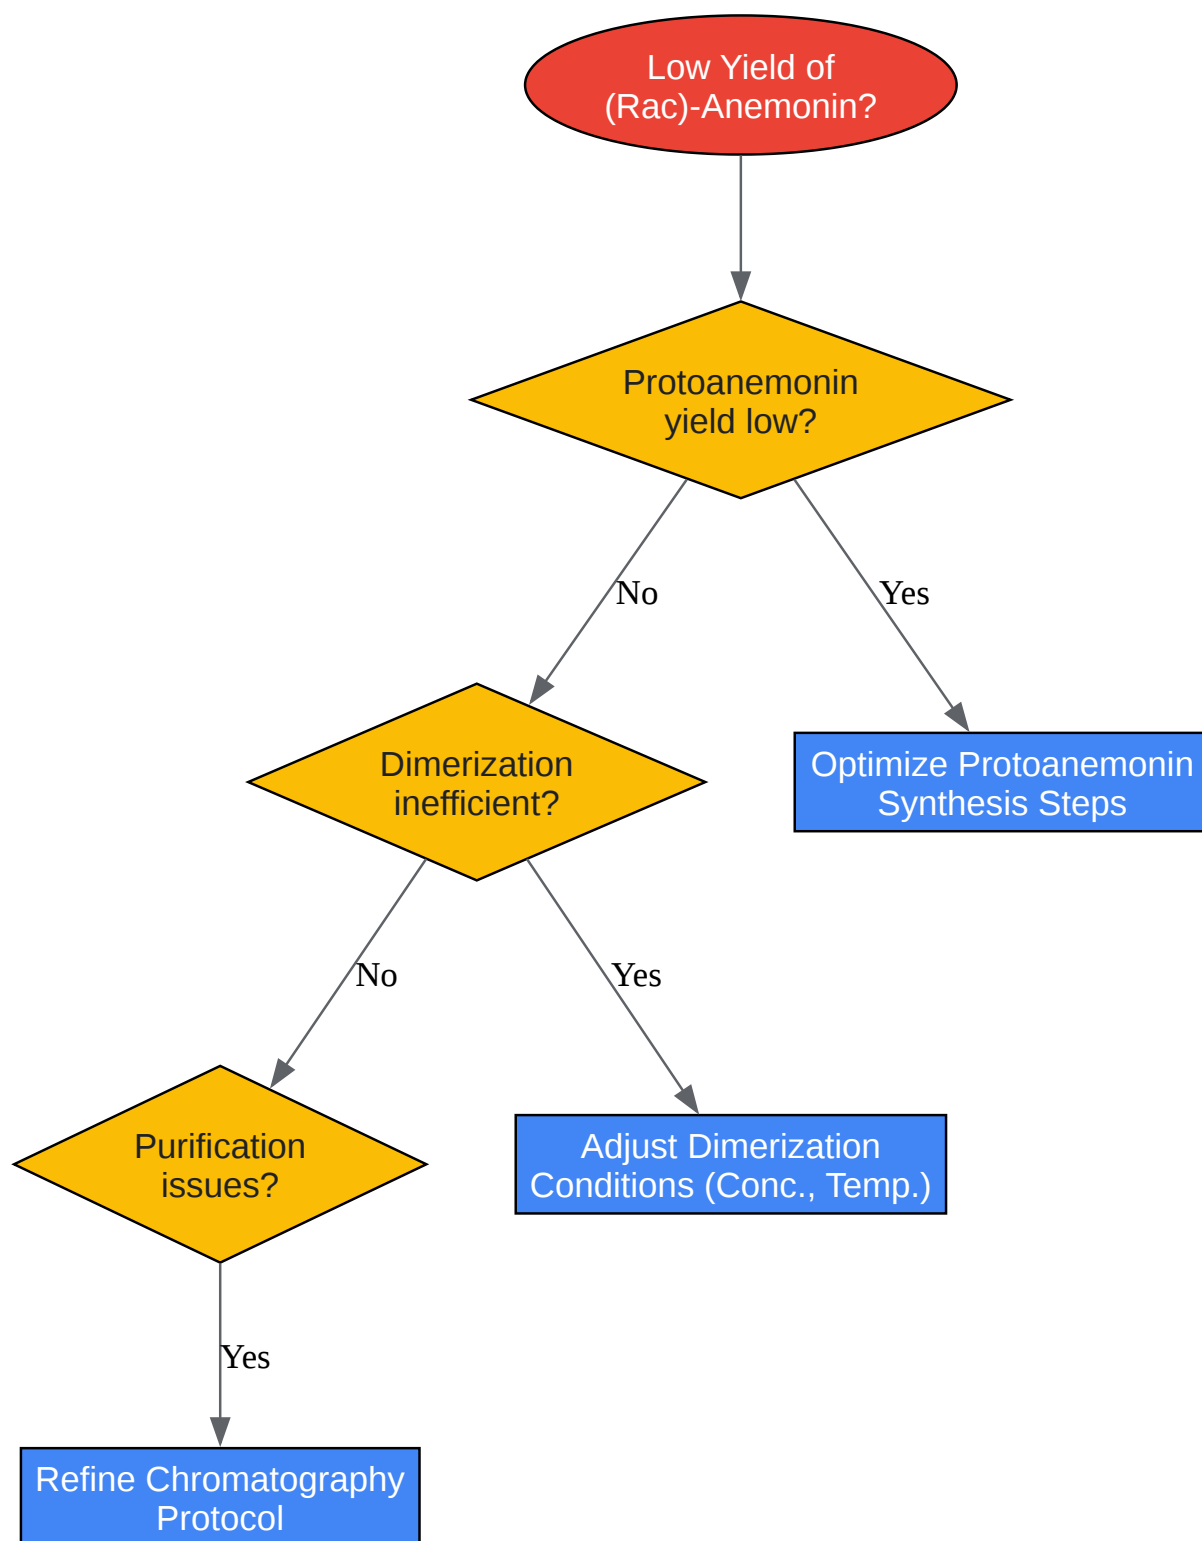 Low Yield of
(Rac)-Anemonin?
Protoanemonin
yield low?
No
Yes
Dimerization
inefficient?
Optimize Protoanemonin
Synthesis Steps
No
Yes
Purification
issues?
Adjust Dimerization
Conditions (Conc., Temp.)
Yes
Refine Chromatography
Protocol